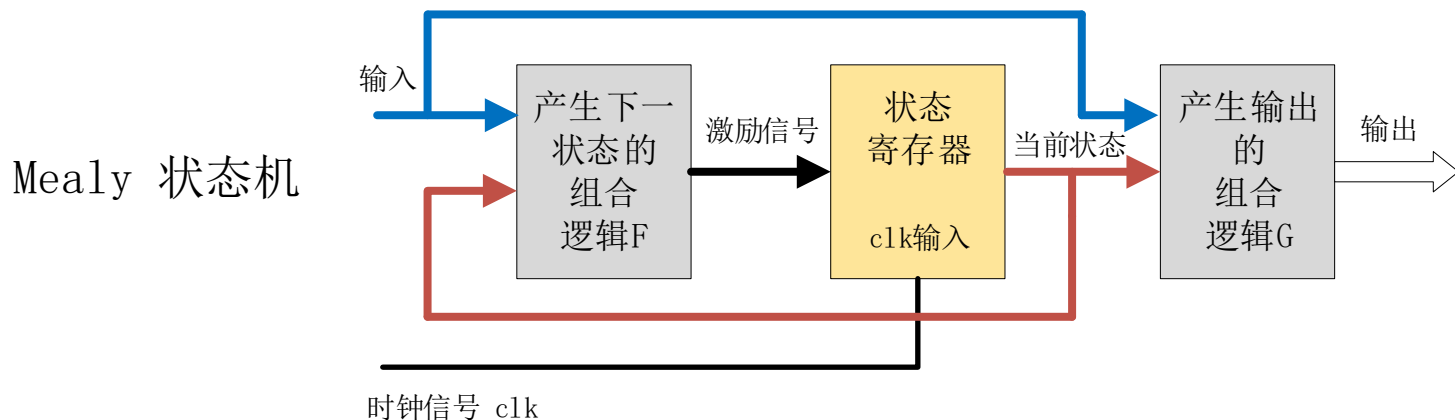 Mealy 状态机
输入
产生下一
状态的
组合
逻辑F
激励信号
状态
寄存器
clk输入
当前状态
产生输出
的
组合
逻辑G
输出
时钟信号 clk